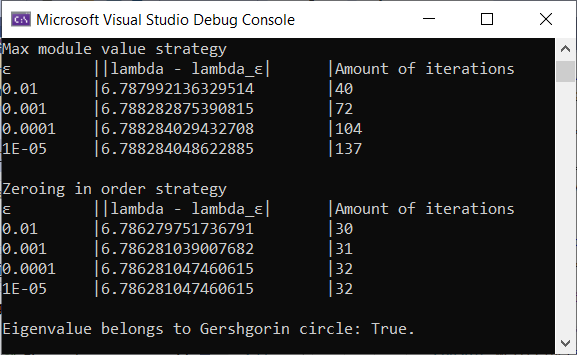 Microsoft Visual Studio Debug Console
Max module value strategy
ε ||lambda - lambda_ε| |Amount of iterations
0.01 |6.787992136329514 |40
0.001 |6.788282875390815 |72
0.0001 |6.788284029432708 |104
1E-05 |6.788284048622885 |137
Zeroing in order strategy
ε ||lambda - lambda_ε| |Amount of iterations
0.01 |6.786279751736791 |30
0.001 |6.786281039007682 |31
0.0001 |6.786281047460615 |32
1E-05 |6.786281047460615 |32
Eigenvalue belongs to Gershgorin circle: True.